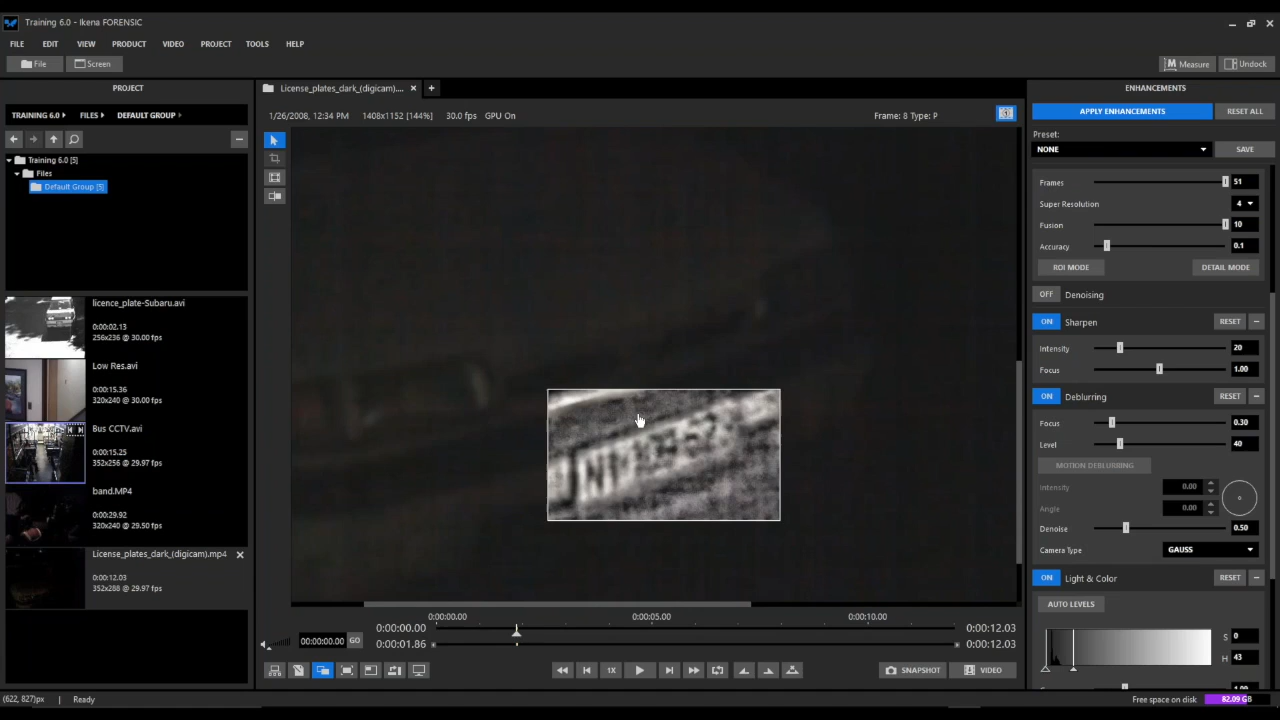 Training 6.0 - Ikena FORENSIC
FILE EDIT VIEW PRODUCT VIDEO PROJECT TOOLS HELP
File Screen Measure Undock
PROJECT
License_plates_dark_(digicam)....
ENHANCEMENTS
TRAINING 6.0 FILES DEFAULT GROUP
1/26/2008, 12:34 PM 1408x1152 [144%] 30.0 fps GPU On Frame: 8 Type: P
APPLY ENHANCEMENTS RESET ALL
Preset:
NONE SAVE
Training 6.0 [5]
Files
Default Group [5]
Frames 51
Super Resolution 4
Fusion 10
Accuracy 0.1
ROI MODE DETAIL MODE
OFF Denoising
ON Sharpen RESET
Intensity 20
Focus 1.00
ON Deblurring RESET
Focus 0.30
Level 40
MOTION DEBLURRING
Intensity 0.00
Angle 0.00
Denoise 0.50
Camera Type GAUSS
ON Light & Color RESET
AUTO LEVELS
S 0
H 43
licence_plate-Subaru.avi
0:00:02.13
256x236 @ 30.00 fps
Low Res.avi
0:00:15.36
320x240 @ 30.00 fps
Bus CCTV.avi
0:00:15.25
352x256 @ 29.97 fps
band.MP4
0:00:29.92
320x240 @ 29.50 fps
License_plates_dark_(digicam).mp4
0:00:12.03
352x288 @ 29.97 fps
0:00:00.00 0:00:05.00 0:00:10.00
00:00:00.00 GO 0:00:00.00 0:00:12.03
0:00:01.86 0:00:12.03
1X SNAPSHOT VIDEO
(622, 827)px Ready Free space on disk 82.09 GB